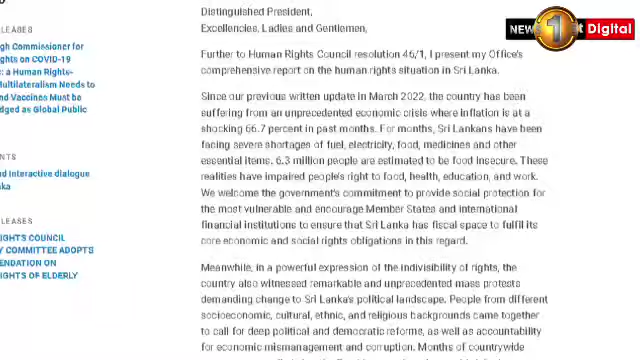 Distinguished President,
Excellencies, Ladies and Gentlemen,
Further to Human Rights Council resolution 46/1, I present my Office's
comprehensive report on the human rights situation in Sri Lanka.
Since our previous written update in March 2022, the country has been
suffering from an unprecedented economic crisis where inflation is at a
shocking 66.7 percent in past months. For months, Sri Lankans have been
facing severe shortages of fuel, electricity, food, medicines and other
essential items. 6.3 million people are estimated to be food insecure. These
realities have impaired people's right to food, health, education, and work.
We welcome the government's commitment to provide social protection for
the most vulnerable and encourage Member States and international
financial institutions to ensure that Sri Lanka has fiscal space to fulfil its
core economic and social rights obligations in this regard.
Meanwhile, in a powerful expression of the indivisibility of rights, the
country also witnessed remarkable and unprecedented mass protests
demanding change to Sri Lanka's political landscape. People from different
socioeconomic, cultural, ethnic, and religious backgrounds came together
to call for deep political and democratic reforms, as well as accountability
for economic mismanagement and corruption. Months of countrywide
LEASES
gh Commissioner for
ghts on COVID-19
: a Human Rights-
Multilateralism Needs to
nd Vaccines Must be
dged as Global Public
NTS
d Interactive dialogue
ka
LEASES
RIGHTS COUNCIL
Y COMMITTEE ADOPTS
ENDATION ON
RIGHTS OF ELDERLY
NEWS 1st Digital